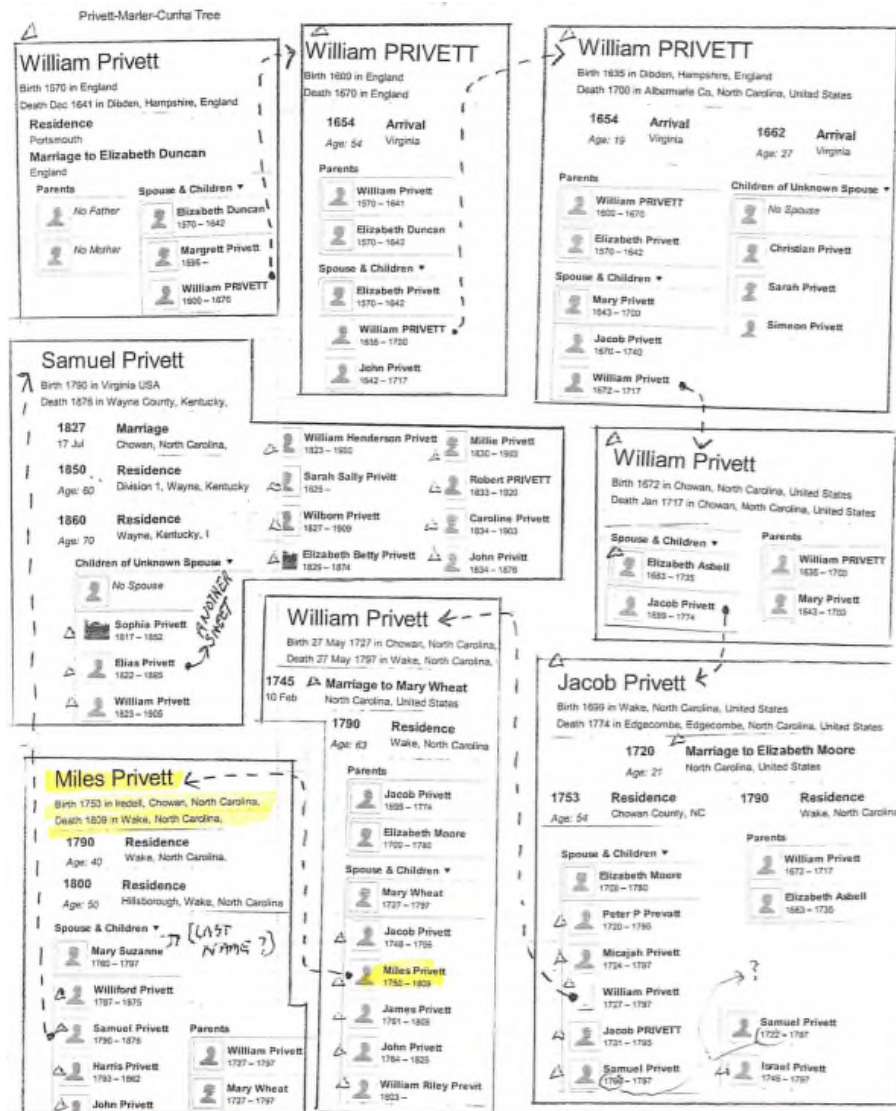 Privett-Marler-Cunha Tree
William Privett
Birth 1570 in England
Death Dec 1641 in Dibden, Hampshire, England
Residence
Portsmouth
Marriage to Elizabeth Duncan
England
Parents
No Father
No Mother
Spouse & Children ▾
Elizabeth Duncan
1570 – 1642
Margrett Privett
1595 –
William PRIVETT
1600 – 1670
William PRIVETT
Birth 1600 in England
Death 1670 in England
1654 Arrival
Age: 54 Virginia
Parents
William Privett
1570 – 1641
Elizabeth Duncan
1570 – 1642
Spouse & Children ▾
Elizabeth Privett
1570 – 1642
William PRIVETT
1635 – 1700
John Privett
1642 – 1717
William PRIVETT
Birth 1635 in Dibden, Hampshire, England
Death 1700 in Albermarle Co, North Carolina, United States
1654 Arrival
Age: 19 Virginia
1662 Arrival
Age: 27 Virginia
Parents
William PRIVETT
1600 – 1670
Elizabeth Privett
1570 – 1642
Spouse & Children ▾
Mary Privett
1643 – 1700
Jacob Privett
1670 – 1740
William Privett
1672 – 1717
Children of Unknown Spouse ▾
No Spouse
Christian Privett
Sarah Privett
Simeon Privett
Samuel Privett
Birth 1790 in Virginia USA
Death 1876 in Wayne County, Kentucky,
1827 Marriage
17 Jul Chowan, North Carolina,
1850 Residence
Age: 60 Division 1, Wayne, Kentucky
1860 Residence
Age: 70 Wayne, Kentucky,
Children of Unknown Spouse ▾
No Spouse
Sophia Privett
1817 – 1852
Elias Privett
1822 – 1895
William Privett
1823 – 1905
ANOTHER
SHEET
William Henderson Privett
1823 – 1900
Sarah Sally Privitt
1825 –
Wilborn Privett
1827 – 1909
Elizabeth Betty Privett
1829 – 1874
Millie Privett
1830 – 1900
Robert PRIVETT
1833 – 1920
Caroline Privett
1834 – 1903
John Privitt
1834 – 1876
William Privett
Birth 1672 in Chowan, North Carolina, United States
Death Jan 1717 in Chowan, North Carolina, United States
Spouse & Children ▾
Elizabeth Asbell
1683 – 1735
Jacob Privett
1699 – 1774
Parents
William PRIVETT
1635 – 1700
Mary Privett
1643 – 1700
William Privett
Birth 27 May 1727 in Chowan, North Carolina,
Death 27 May 1797 in Wake, North Carolina,
1745 Marriage to Mary Wheat
10 Feb North Carolina, United States
1790 Residence
Age: 63 Wake, North Carolina
Parents
Jacob Privett
1699 – 1774
Elizabeth Moore
1700 – 1780
Spouse & Children ▾
Mary Wheat
1727 – 1797
Jacob Privett
1748 – 1796
Miles Privett
1750 – 1809
James Privett
1761 – 1805
John Privett
1764 – 1825
William Riley Previt
1803 –
Jacob Privett
Birth 1699 in Wake, North Carolina, United States
Death 1774 in Edgecombe, Edgecombe, North Carolina, United States
1720 Marriage to Elizabeth Moore
Age: 21 North Carolina, United States
1753 Residence
Age: 54 Chowan County, NC
1790 Residence
Wake, North Carolina
Spouse & Children ▾
Elizabeth Moore
1700 – 1780
Peter P Prevatt
Micajah Privett
1724 – 1797
William Privett
1727 – 1797
Jacob PRIVETT
1731 – 1795
Samuel Privett
Parents
William Privett
1672 – 1717
Elizabeth Asbell
1683 – 1735
?
Samuel Privett
Israel Privett
1745 – 1797
Miles Privett
Birth 1750 in Iredell, Chowan, North Carolina,
Death 1809 in Wake, North Carolina,
1790 Residence
Age: 40 Wake, North Carolina,
1800 Residence
Age: 50 Hillsborough, Wake, North Carolina
Spouse & Children ▾
[LAST
NAME?]
Mary Suzanne
1760 – 1797
Williford Privett
1787 – 1875
Samuel Privett
1790 – 1876
Harris Privett
1793 – 1862
John Privett
Parents
William Privett
1727 – 1797
Mary Wheat
1727 – 1797